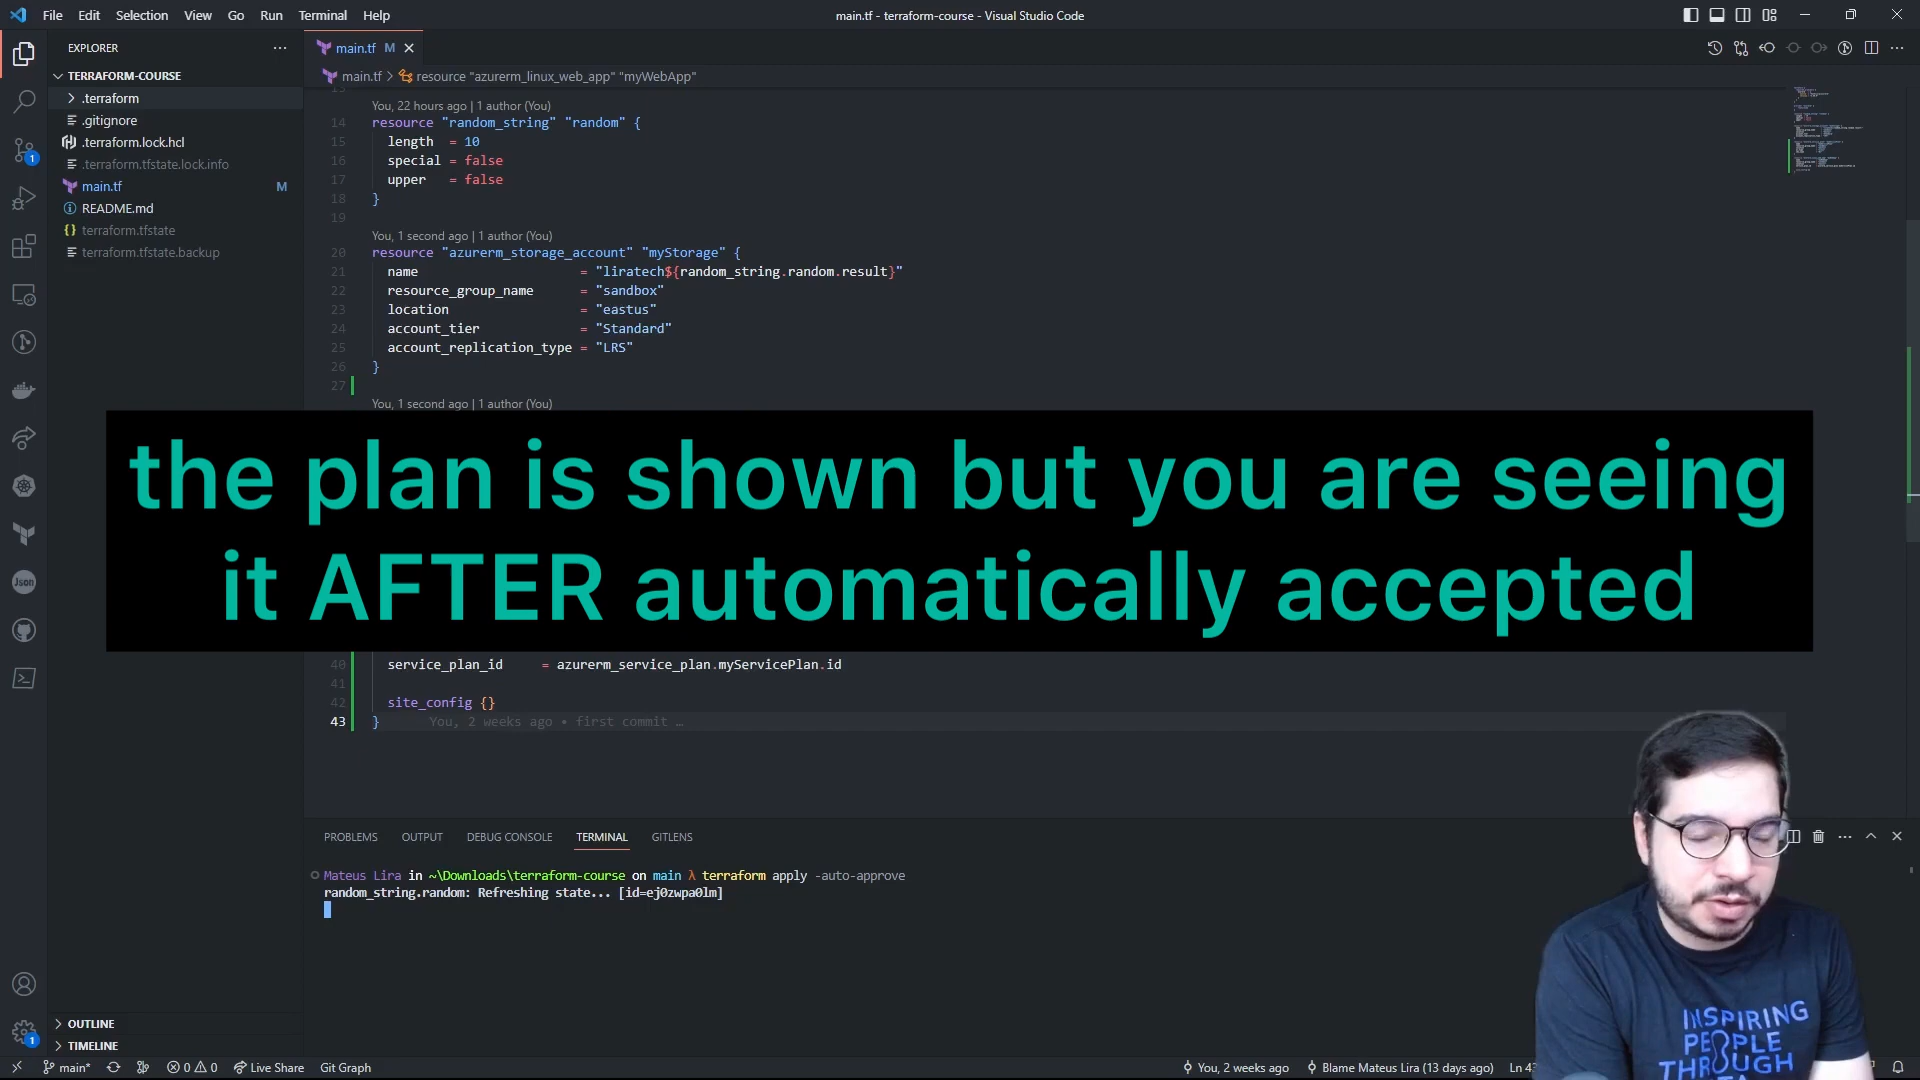 File Edit Selection View Go Run Terminal Help
main.tf - terraform-course - Visual Studio Code
EXPLORER
TERRAFORM-COURSE
.terraform
.gitignore
.terraform.lock.hcl
.terraform.tfstate.lock.info
main.tf M
README.md
terraform.tfstate
terraform.tfstate.backup
OUTLINE
TIMELINE
1
Json
1
main.tf M
main.tf > resource "azurerm_linux_web_app" "myWebApp"
13
You, 22 hours ago | 1 author (You)
14 resource "random_string" "random" {
15 length = 10
16 special = false
17 upper = false
18 }
19
You, 1 second ago | 1 author (You)
20 resource "azurerm_storage_account" "myStorage" {
21 name = "liratech${random_string.random.result}"
22 resource_group_name = "sandbox"
23 location = "eastus"
24 account_tier = "Standard"
25 account_replication_type = "LRS"
26 }
27
You, 1 second ago | 1 author (You)
the plan is shown but you are seeing
it AFTER automatically accepted
40 service_plan_id = azurerm_service_plan.myServicePlan.id
41
42 site_config {}
43 } You, 2 weeks ago • first commit …
PROBLEMS OUTPUT DEBUG CONSOLE TERMINAL GITLENS
Mateus Lira in ~\Downloads\terraform-course on main λ terraform apply -auto-approve
random_string.random: Refreshing state... [id=ej0zwpa0lm]
INSPIRING
PEOPLE
THROUGH
main* 0 0 Live Share Git Graph
You, 2 weeks ago Blame Mateus Lira (13 days ago) Ln 43